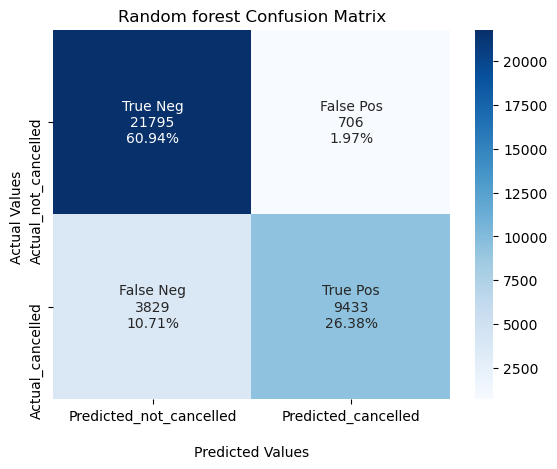 Random forest Confusion Matrix
Actual Values
Actual_not_cancelled
Actual_cancelled
True Neg
21795
60.94%
False Pos
706
1.97%
False Neg
3829
10.71%
True Pos
9433
26.38%
Predicted_not_cancelled
Predicted_cancelled
Predicted Values
20000
17500
15000
12500
10000
7500
5000
2500